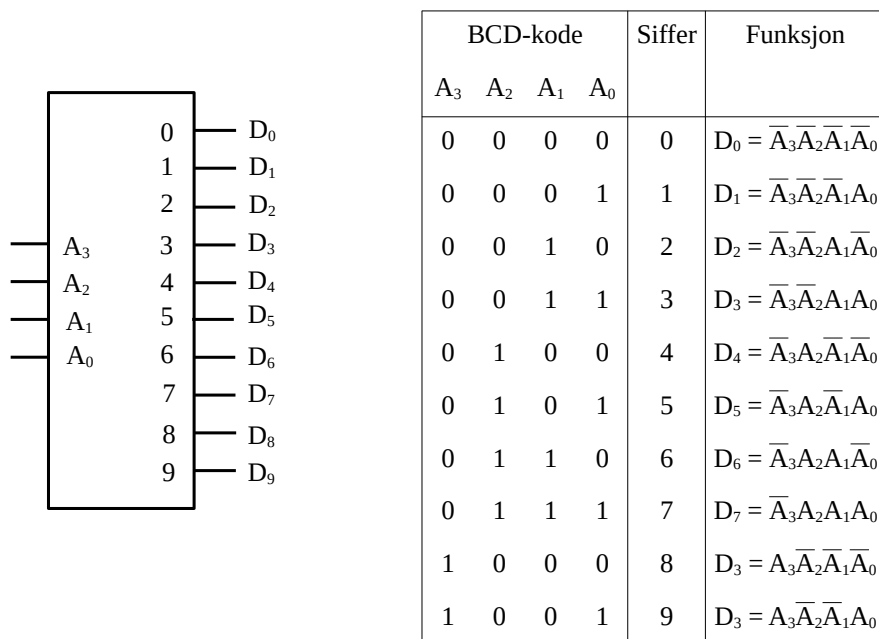 0 D₀
1 D₁
2 D₂
A₃ 3 D₃
A₂ 4 D₄
A₁ 5 D₅
A₀ 6 D₆
7 D₇
8 D₈
9 D₉
BCD-kode Siffer Funksjon
A₃ A₂ A₁ A₀
0 0 0 0 0 D₀ = A̅₃A̅₂A̅₁A̅₀
0 0 0 1 1 D₁ = A̅₃A̅₂A̅₁A₀
0 0 1 0 2 D₂ = A̅₃A̅₂A₁A̅₀
0 0 1 1 3 D₃ = A̅₃A̅₂A₁A₀
0 1 0 0 4 D₄ = A̅₃A₂A̅₁A̅₀
0 1 0 1 5 D₅ = A̅₃A₂A̅₁A₀
0 1 1 0 6 D₆ = A̅₃A₂A₁A̅₀
0 1 1 1 7 D₇ = A̅₃A₂A₁A₀
1 0 0 0 8 D₃ = A₃A̅₂A̅₁A̅₀
1 0 0 1 9 D₃ = A₃A̅₂A̅₁A₀